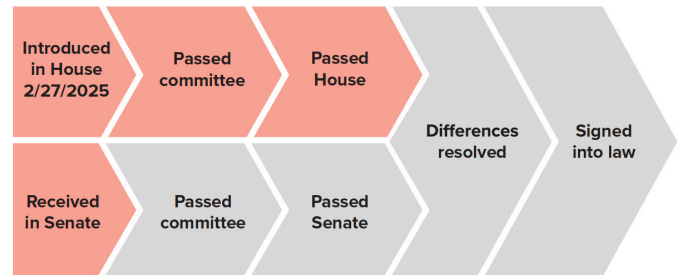 Introduced
in House
2/27/2025
Passed
committee
Passed
House
Received
in Senate
Passed
committee
Passed
Senate
Differences
resolved
Signed
into law